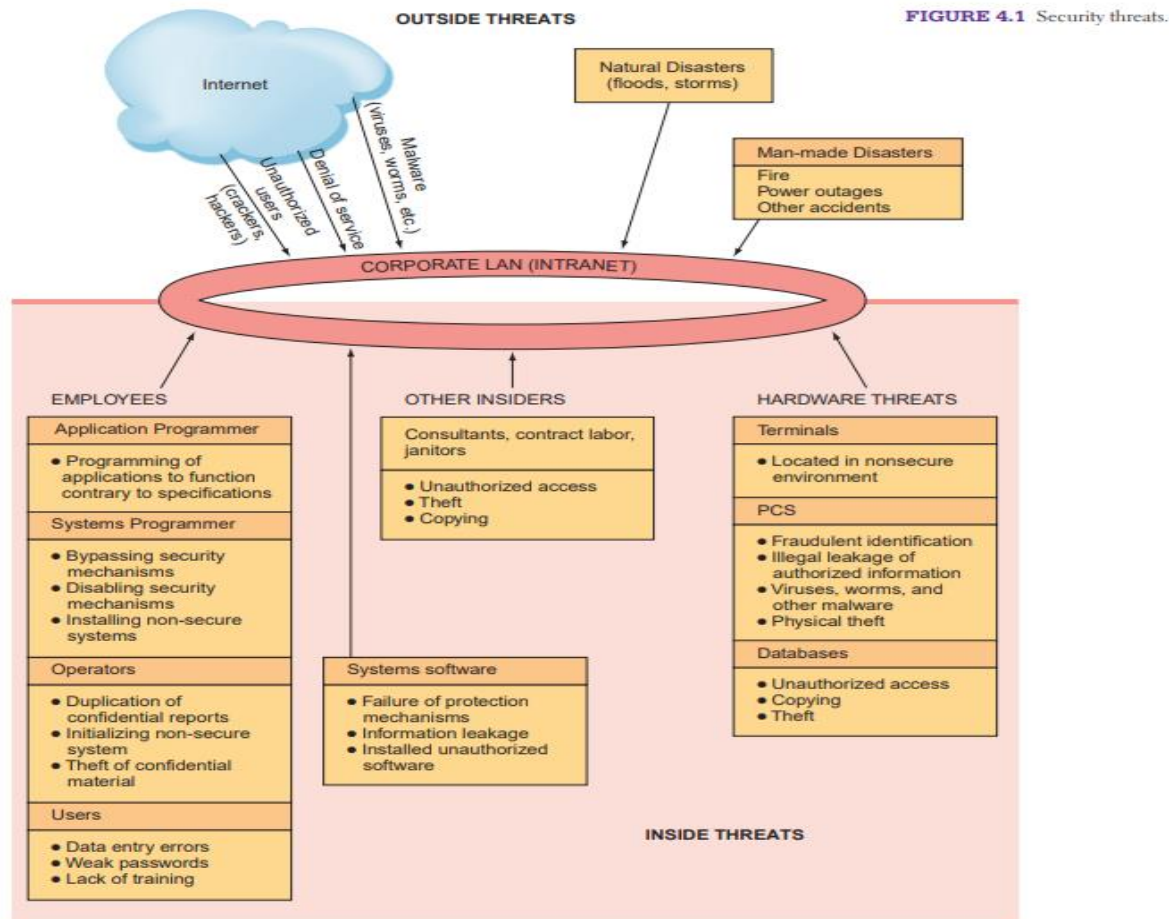 OUTSIDE THREATS
FIGURE 4.1 Security threats.
Internet
(crackers, hackers)
Unauthorized users
Denial of service
Malware
(viruses, worms, etc.)
Natural Disasters
(floods, storms)
Man-made Disasters
Fire
Power outages
Other accidents
CORPORATE LAN (INTRANET)
EMPLOYEES
Application Programmer
• Programming of
applications to function
contrary to specifications
Systems Programmer
• Bypassing security
mechanisms
• Disabling security
mechanisms
• Installing non-secure
systems
Operators
• Duplication of
confidential reports
• Initializing non-secure
system
• Theft of confidential
material
Users
• Data entry errors
• Weak passwords
• Lack of training
OTHER INSIDERS
Consultants, contract labor,
janitors
• Unauthorized access
• Theft
• Copying
Systems software
• Failure of protection
mechanisms
• Information leakage
• Installed unauthorized
software
HARDWARE THREATS
Terminals
• Located in nonsecure
environment
PCS
• Fraudulent identification
• Illegal leakage of
authorized information
• Viruses, worms, and
other malware
• Physical theft
Databases
• Unauthorized access
• Copying
• Theft
INSIDE THREATS